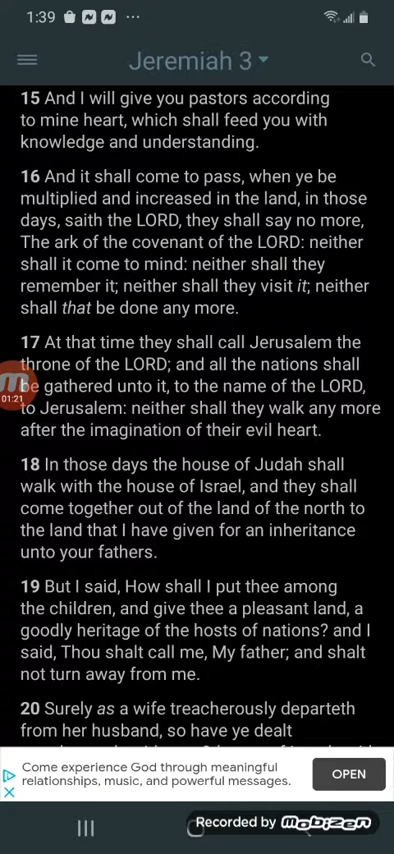 1:39
Jeremiah 3
15 And I will give you pastors according
to mine heart, which shall feed you with
knowledge and understanding.
16 And it shall come to pass, when ye be
multiplied and increased in the land, in those
days, saith the LORD, they shall say no more,
The ark of the covenant of the LORD: neither
shall it come to mind: neither shall they
remember it; neither shall they visit it; neither
shall that be done any more.
17 At that time they shall call Jerusalem the
throne of the LORD; and all the nations shall
be gathered unto it, to the name of the LORD,
01:21
to Jerusalem: neither shall they walk any more
after the imagination of their evil heart.
18 In those days the house of Judah shall
walk with the house of Israel, and they shall
come together out of the land of the north to
the land that I have given for an inheritance
unto your fathers.
19 But I said, How shall I put thee among
the children, and give thee a pleasant land, a
goodly heritage of the hosts of nations? and I
said, Thou shalt call me, My father; and shalt
not turn away from me.
20 Surely as a wife treacherously departeth
from her husband, so have ye dealt
Come experience God through meaningful
relationships, music, and powerful messages.
OPEN
Recorded by mobizen